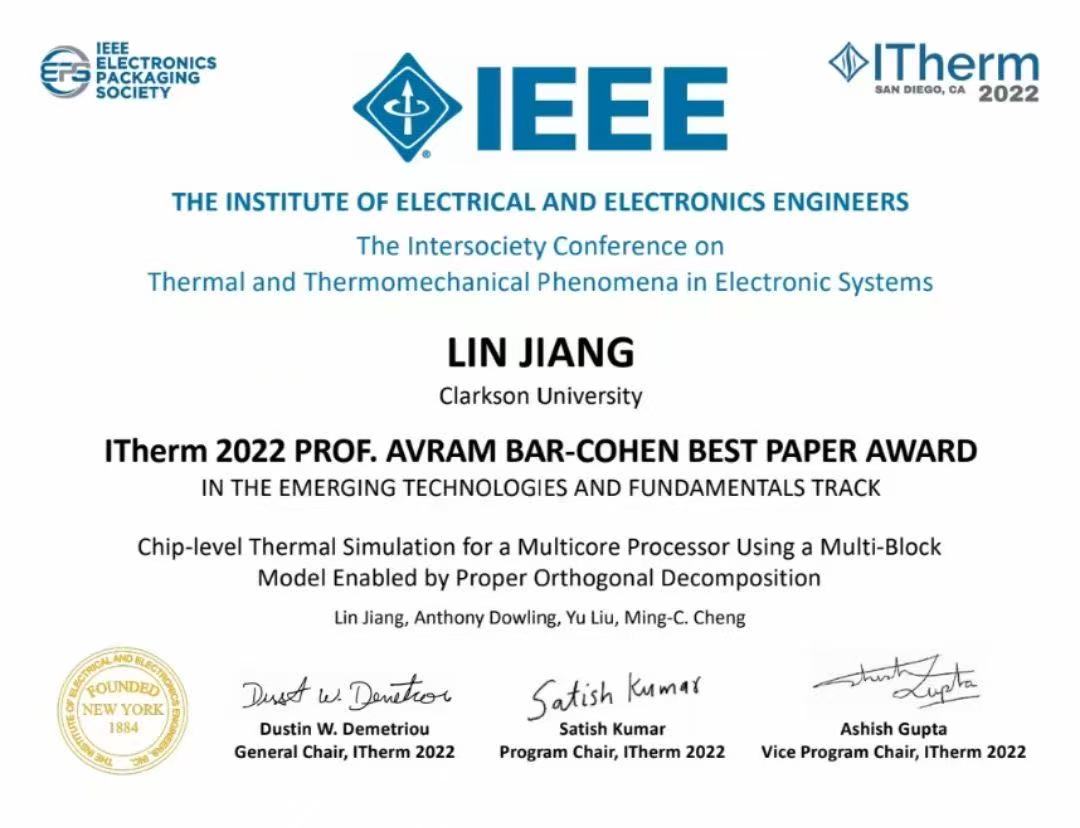 IEEE
ELECTRONICS
PACKAGING
SOCIETY
EPS
IEEE
®
ITherm
SAN DIEGO, CA 2022
THE INSTITUTE OF ELECTRICAL AND ELECTRONICS ENGINEERS
The Intersociety Conference on
Thermal and Thermomechanical Phenomena in Electronic Systems
LIN JIANG
Clarkson University
ITherm 2022 PROF. AVRAM BAR-COHEN BEST PAPER AWARD
IN THE EMERGING TECHNOLOGIES AND FUNDAMENTALS TRACK
Chip-level Thermal Simulation for a Multicore Processor Using a Multi-Block
Model Enabled by Proper Orthogonal Decomposition
Lin Jiang, Anthony Dowling, Yu Liu, Ming-C. Cheng
THE INSTITUTE OF ELECTRICAL AND ELECTRONICS ENGINEERS INC.
FOUNDED
NEW YORK
1884
Dust W. Demetriou
Dustin W. Demetriou
General Chair, ITherm 2022
Satish Kumar
Satish Kumar
Program Chair, ITherm 2022
Ashish Gupta
Vice Program Chair, ITherm 2022